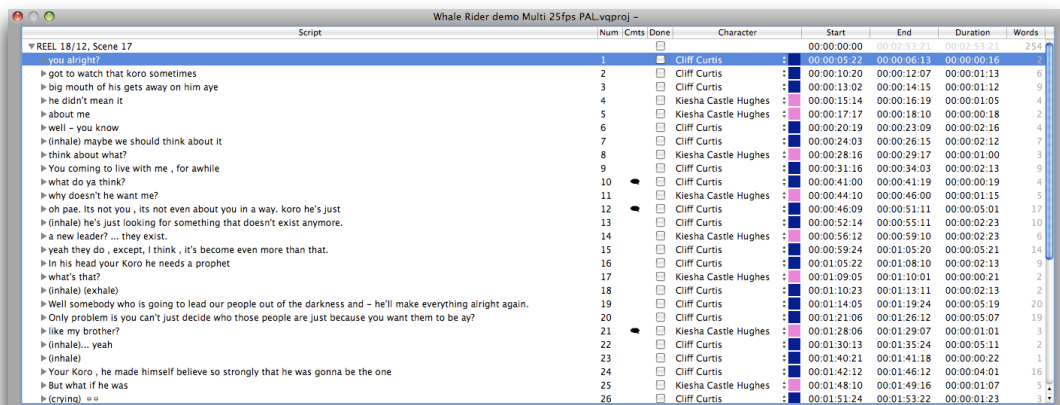 Whale Rider demo Multi 25fps PAL.vqproj –
Script Num Cmts Done Character Start End Duration Words
REEL 18/12, Scene 17 00:00:00:00 00:02:53:21 00:02:53:21 254
you alright? 1 Cliff Curtis 00:00:05:22 00:00:06:13 00:00:00:16 2
got to watch that koro sometimes 2 Cliff Curtis 00:00:10:20 00:00:12:07 00:00:01:13 6
big mouth of his gets away on him aye 3 Cliff Curtis 00:00:13:02 00:00:14:15 00:00:01:12 9
he didn't mean it 4 Kiesha Castle Hughes 00:00:15:14 00:00:16:19 00:00:01:05 4
about me 5 Kiesha Castle Hughes 00:00:17:17 00:00:18:10 00:00:00:18 2
well – you know 6 Cliff Curtis 00:00:20:19 00:00:23:09 00:00:02:16 4
(inhale) maybe we should think about it 7 Cliff Curtis 00:00:24:03 00:00:26:15 00:00:02:12 7
think about what? 8 Kiesha Castle Hughes 00:00:28:16 00:00:29:17 00:00:01:00 3
You coming to live with me , for awhile 9 Cliff Curtis 00:00:31:16 00:00:34:03 00:00:02:13 9
what do ya think? 10 Cliff Curtis 00:00:41:00 00:00:41:19 00:00:00:19 4
why doesn't he want me? 11 Kiesha Castle Hughes 00:00:44:10 00:00:46:00 00:00:01:15 5
oh pae. Its not you , its not even about you in a way. koro he's just 12 Cliff Curtis 00:00:46:09 00:00:51:11 00:00:05:01 17
(inhale) he's just looking for something that doesn't exist anymore. 13 Cliff Curtis 00:00:52:14 00:00:55:11 00:00:02:23 10
a new leader? ... they exist. 14 Kiesha Castle Hughes 00:00:56:12 00:00:59:10 00:00:02:23 6
yeah they do , except, I think , it's become even more than that. 15 Cliff Curtis 00:00:59:24 00:01:05:20 00:00:05:21 14
In his head your Koro he needs a prophet 16 Cliff Curtis 00:01:05:22 00:01:08:10 00:00:02:13 9
what's that? 17 Kiesha Castle Hughes 00:01:09:05 00:01:10:01 00:00:00:21 2
(inhale) (exhale) 18 Cliff Curtis 00:01:10:23 00:01:13:11 00:00:02:13 2
Well somebody who is going to lead our people out of the darkness and – he'll make everything alright again. 19 Cliff Curtis 00:01:14:05 00:01:19:24 00:00:05:19 20
Only problem is you can't just decide who those people are just because you want them to be ay? 20 Cliff Curtis 00:01:21:06 00:01:26:12 00:00:05:07 19
like my brother? 21 Kiesha Castle Hughes 00:01:28:06 00:01:29:07 00:00:01:01 3
(inhale)... yeah 22 Cliff Curtis 00:01:30:13 00:01:35:24 00:00:05:11 2
(inhale) 23 Cliff Curtis 00:01:40:21 00:01:41:18 00:00:00:22 1
Your Koro , he made himself believe so strongly that he was gonna be the one 24 Cliff Curtis 00:01:42:12 00:01:46:12 00:00:04:01 16
But what if he was 25 Kiesha Castle Hughes 00:01:48:10 00:01:49:16 00:00:01:07 5
(crying) 26 Cliff Curtis 00:01:51:24 00:01:53:22 00:00:01:23 3